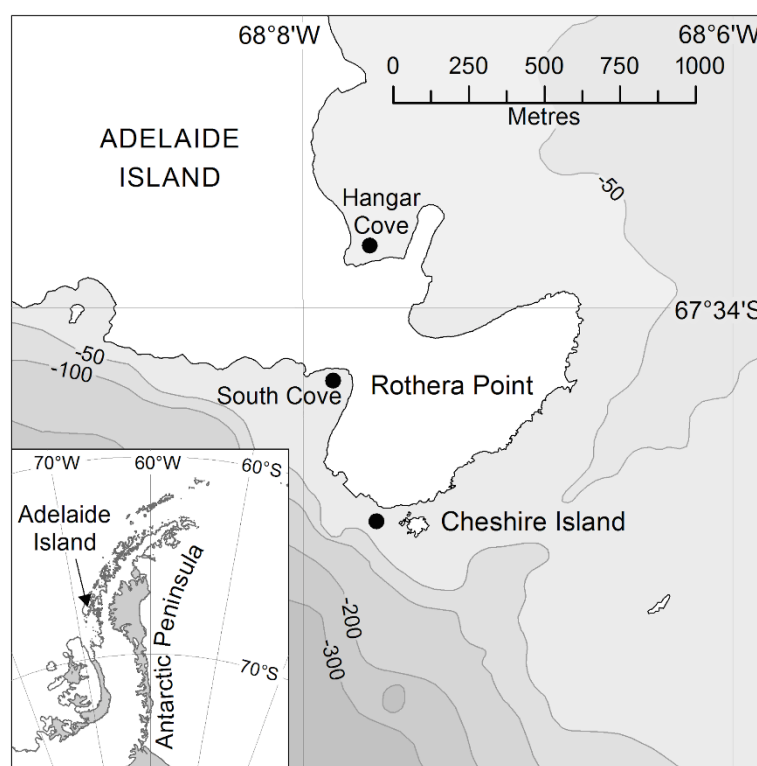 68°8'W
68°6'W
0 250 500 750 1000
Metres
ADELAIDE
ISLAND
Hangar
Cove
-50
67°34'S
-50
-100
South Cove
Rothera Point
Cheshire Island
-200
-300
70°W
60°W
60°S
Adelaide
Island
Antarctic Peninsula
70°S